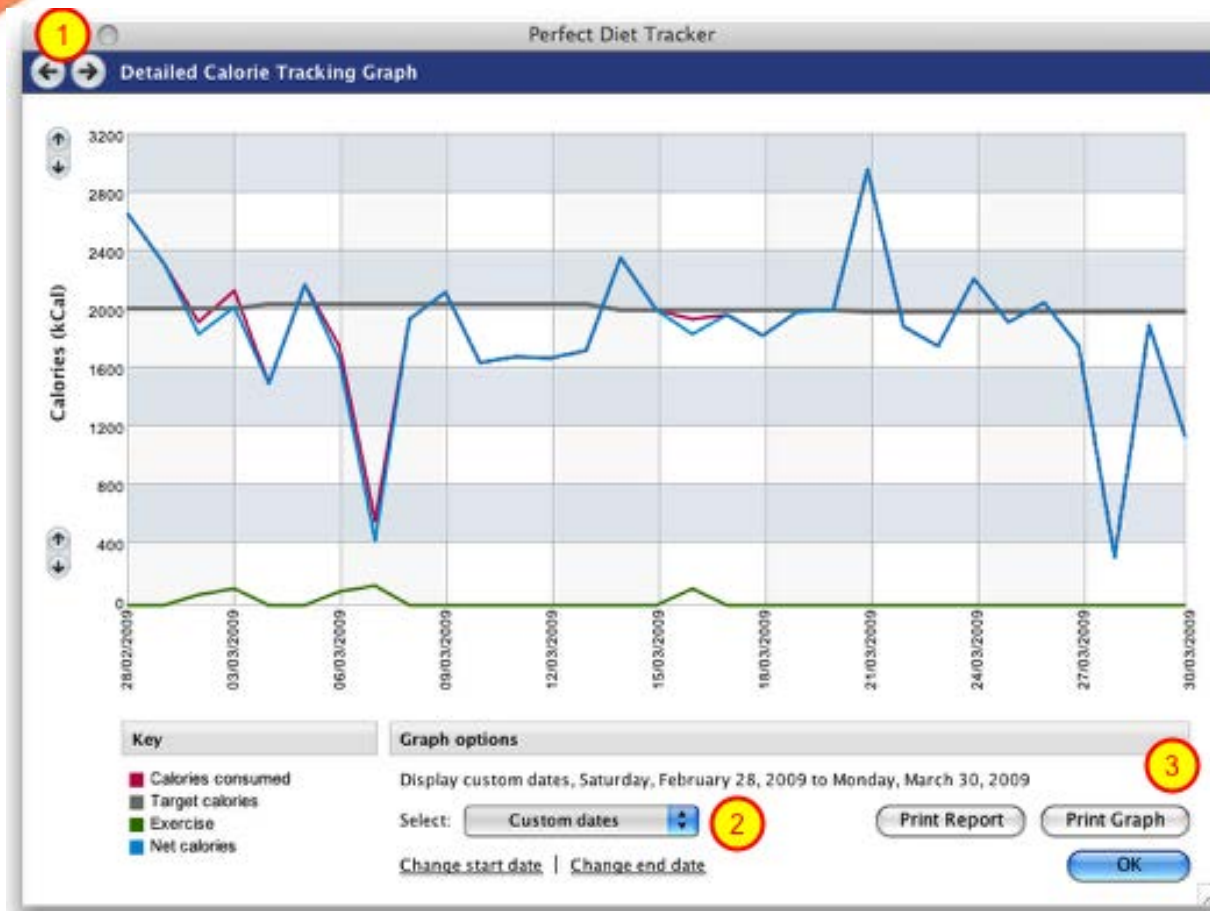 1
Perfect Diet Tracker
Detailed Calorie Tracking Graph
3200
2800
2400
2000
1600
1200
800
400
0
Calories (kCal)
28/02/2009
03/03/2009
06/03/2009
09/03/2009
12/03/2009
15/03/2009
18/03/2009
21/03/2009
24/03/2009
27/03/2009
30/03/2009
Key
Calories consumed
Target calories
Exercise
Net calories
Graph options
3
Display custom dates, Saturday, February 28, 2009 to Monday, March 30, 2009
Select: Custom dates 2 Print Report Print Graph
Change start date | Change end date OK